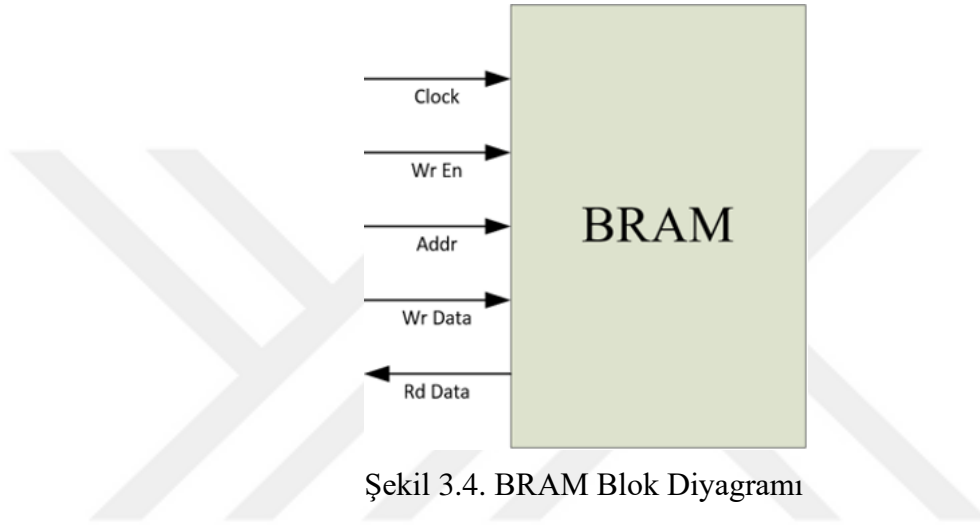 Clock
Wr En
Addr
BRAM
Wr Data
Rd Data
Şekil 3.4. BRAM Blok Diyagramı